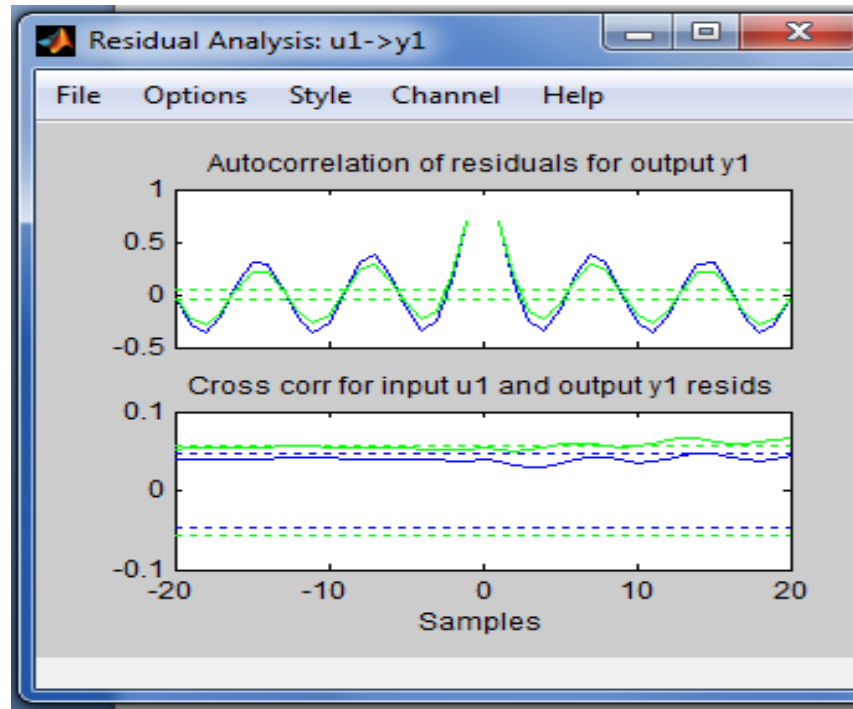 Residual Analysis: u1->y1
File Options Style Channel Help
Autocorrelation of residuals for output y1
1
0.5
0
-0.5
Cross corr for input u1 and output y1 resids
0.1
0
-0.1
-20 -10 0 10 20
Samples